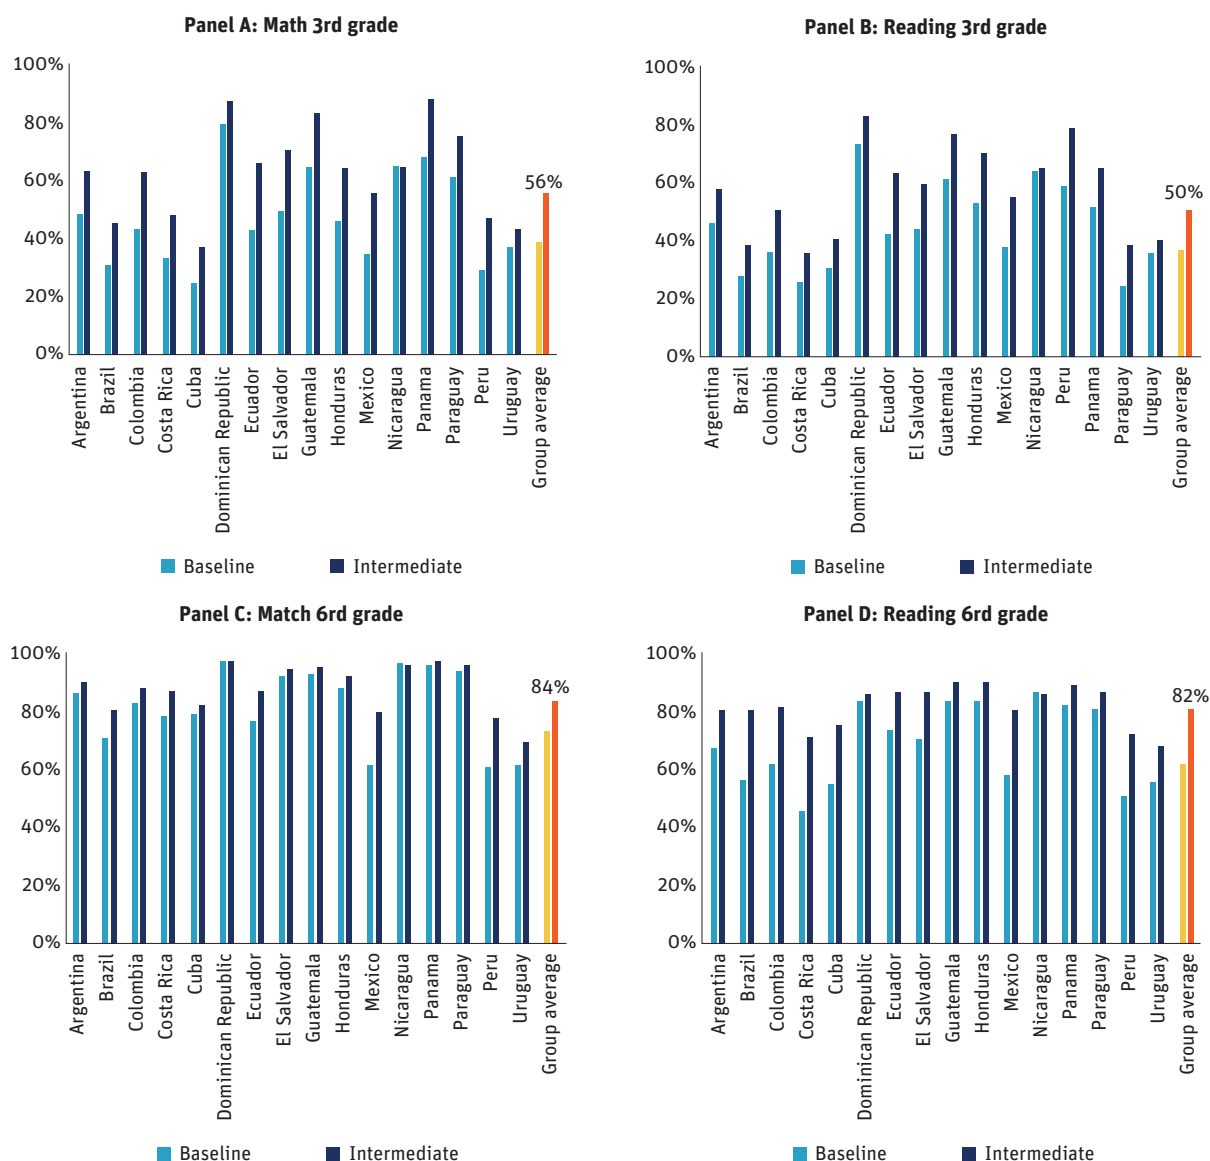 Panel A: Math 3rd grade
100%
80%
60%
40%
20%
0%
56%
Argentina
Brazil
Colombia
Costa Rica
Cuba
Dominican Republic
Ecuador
El Salvador
Guatemala
Honduras
Mexico
Nicaragua
Panama
Paraguay
Peru
Uruguay
Group average
Baseline
Intermediate
Panel B: Reading 3rd grade
100%
80%
60%
40%
20%
0%
50%
Argentina
Brazil
Colombia
Costa Rica
Cuba
Dominican Republic
Ecuador
El Salvador
Guatemala
Honduras
Mexico
Nicaragua
Peru
Panama
Paraguay
Uruguay
Group average
Baseline
Intermediate
Panel C: Match 6rd grade
100%
80%
60%
40%
20%
0%
84%
Argentina
Brazil
Colombia
Costa Rica
Cuba
Dominican Republic
Ecuador
El Salvador
Guatemala
Honduras
Mexico
Nicaragua
Panama
Paraguay
Peru
Uruguay
Group average
Baseline
Intermediate
Panel D: Reading 6rd grade
100%
80%
60%
40%
20%
0%
82%
Argentina
Brazil
Colombia
Costa Rica
Cuba
Dominican Republic
Ecuador
El Salvador
Guatemala
Honduras
Mexico
Nicaragua
Panama
Paraguay
Peru
Uruguay
Group average
Baseline
Intermediate